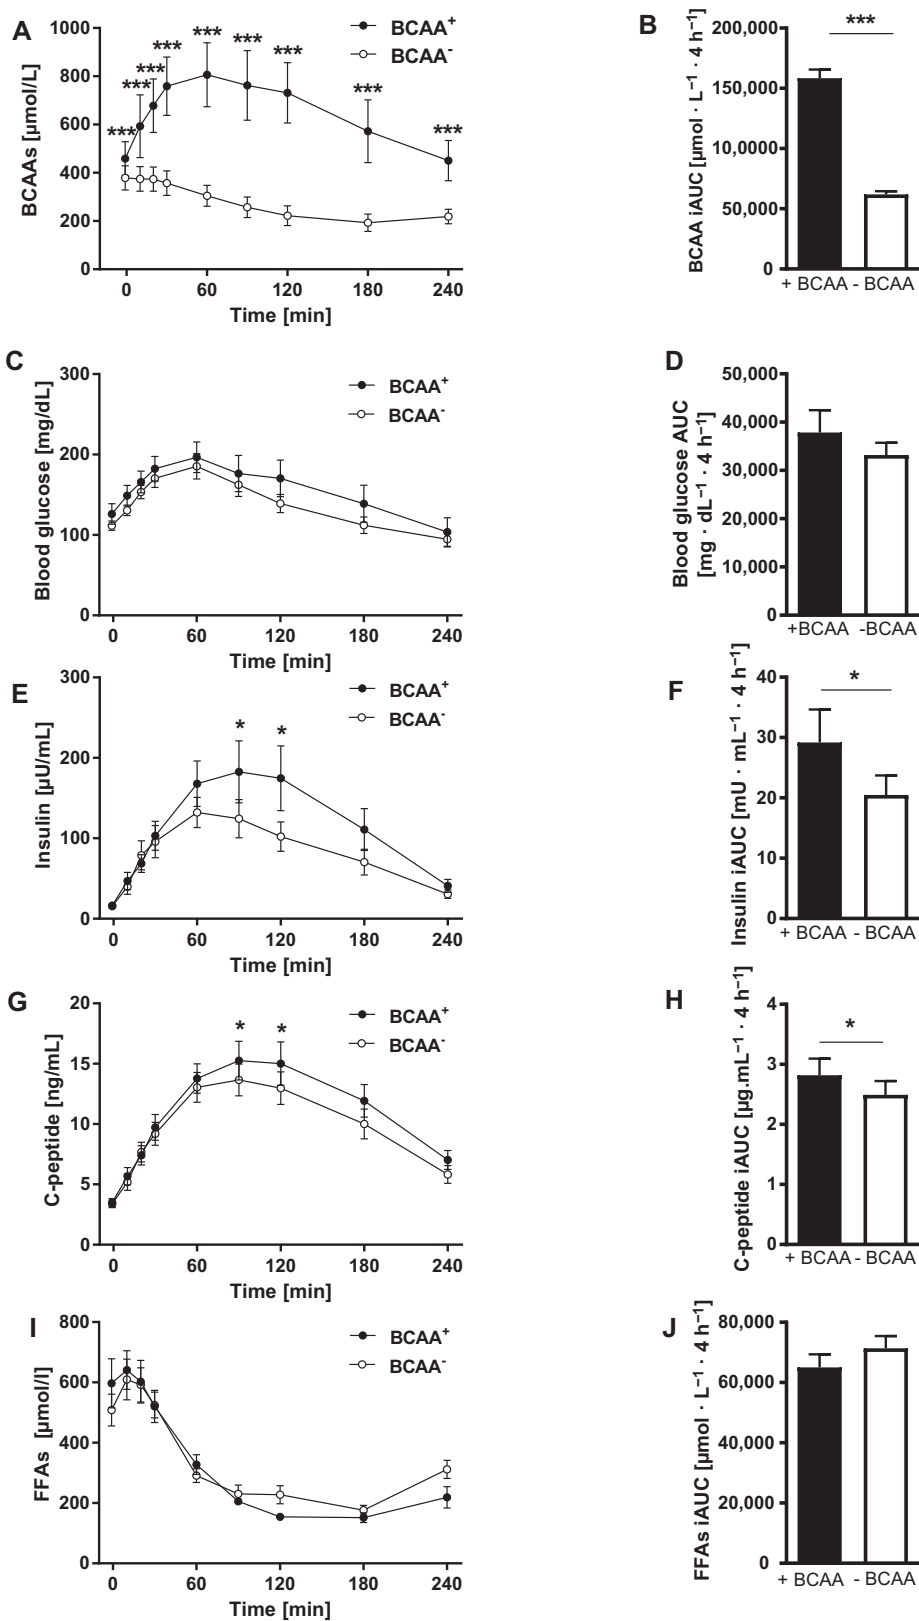 A
BCAA⁺
BCAA⁻
BCAAs [µmol/L]
1000
800
600
400
200
0
***
***
***
***
***
***
***
***
***
0 60 120 180 240
Time [min]
B
BCAA iAUC [µmol · L⁻¹ · 4 h⁻¹]
200,000
150,000
10,0000
50,000
0
***
+ BCAA - BCAA
C
BCAA⁺
BCAA⁻
Blood glucose [mg/dL]
300
200
100
0
0 60 120 180 240
Time [min]
D
Blood glucose AUC
[mg · dL⁻¹ · 4 h⁻¹]
50,000
40,000
30,000
20,000
10,000
0
+BCAA -BCAA
E
BCAA⁺
BCAA⁻
Insulin [µU/mL]
300
200
100
0
* *
0 60 120 180 240
Time [min]
F
Insulin iAUC [mU · mL⁻¹ · 4 h⁻¹]
40
30
20
10
0
*
+ BCAA - BCAA
G
BCAA⁺
BCAA⁻
C-peptide [ng/mL]
20
15
10
5
0
* *
0 60 120 180 240
Time [min]
H
C-peptide iAUC [µg.mL⁻¹ · 4 h⁻¹]
4
3
2
1
0
*
+ BCAA - BCAA
I
BCAA⁺
BCAA⁻
FFAs [µmol/l]
800
600
400
200
0
0 60 120 180 240
Time [min]
J
FFAs iAUC [µmol · L⁻¹ · 4 h⁻¹]
80,000
60,000
40,000
20,000
0
+ BCAA - BCAA